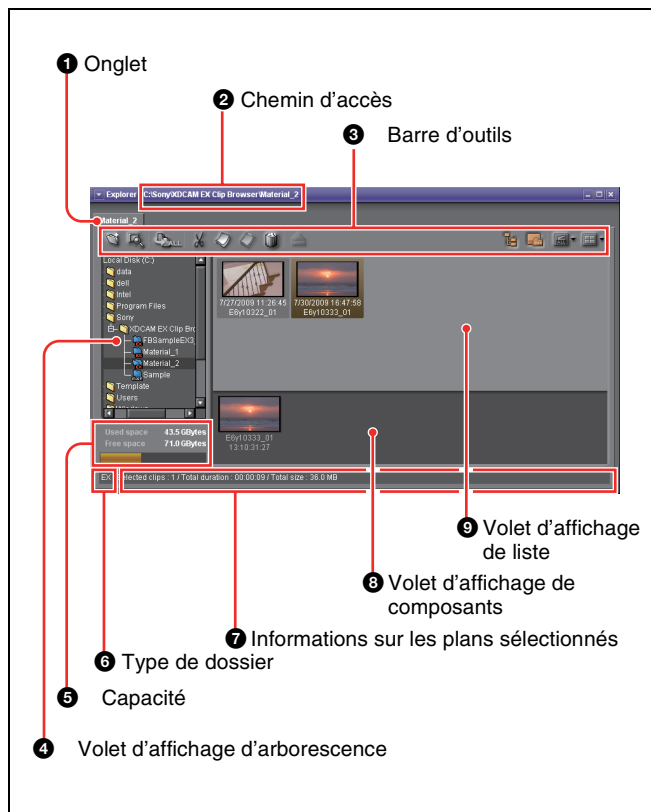 ❶ Onglet
❷ Chemin d'accès
❸ Barre d'outils
Explorer C:\Sony\XDCAM EX Clip Browser\Material_2
Material_2
ALL
Local Disk (C:)
data
dell
Intel
Program Files
Sony
XDCAM EX Clip Bro
FBSampleEX3_
Material_1
Material_2
Sample
Template
Users
Windows
7/27/2009 11:26:45
E6y10322_01
7/30/2009 16:47:58
E6y10333_01
E6y10333_01
13:10:31:27
Used space 43.5 GBytes
Free space 71.0 GBytes
EX Selected clips : 1 / Total duration : 00:00:09 / Total size : 36.0 MB
❾ Volet d'affichage
de liste
❽ Volet d'affichage de
composants
❼ Informations sur les plans sélectionnés
❻ Type de dossier
❺ Capacité
❹ Volet d'affichage d'arborescence